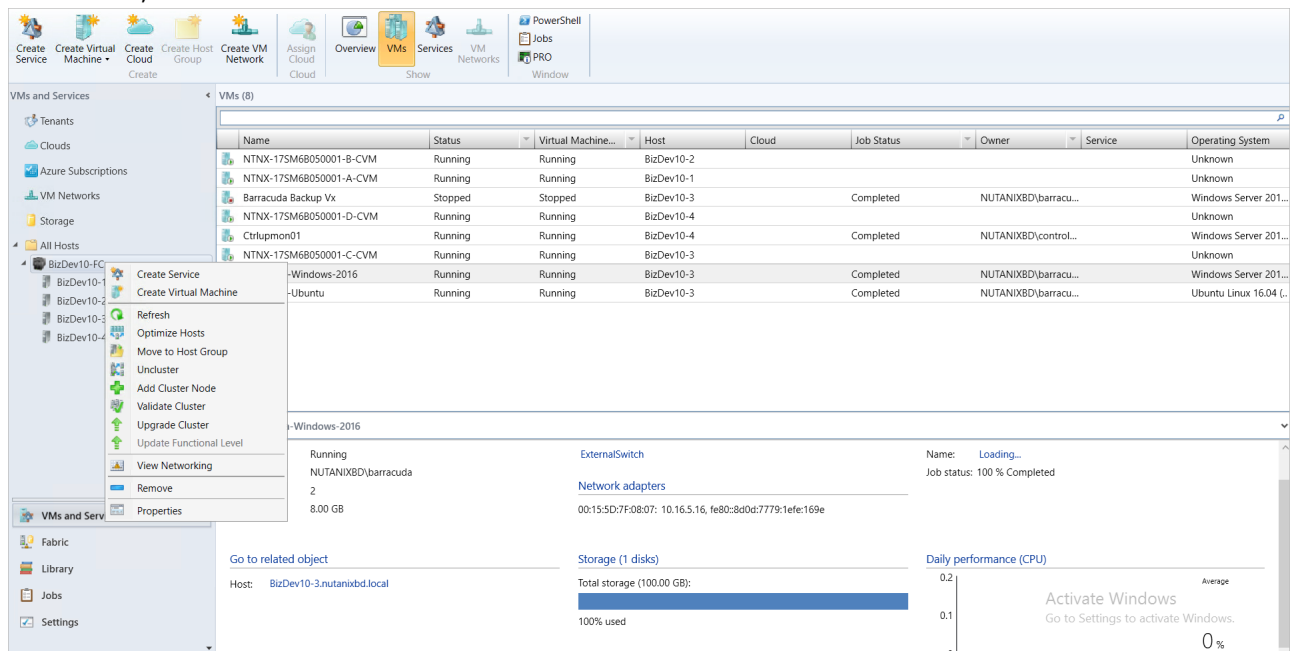 Create Service
Create Virtual Machine
Create Cloud
Create Host Group
Create VM Network
Assign Cloud
Overview
VMs
Services
VM Networks
PowerShell
Jobs
PRO
Create
Cloud
Show
Window
VMs and Services
VMs (8)
Tenants
Clouds
Azure Subscriptions
VM Networks
Storage
All Hosts
BizDev10-FC
BizDev10-1
BizDev10-2
BizDev10-3
BizDev10-4
Name Status Virtual Machine... Host Cloud Job Status Owner Service Operating System
NTNX-17SM6B050001-B-CVM Running Running BizDev10-2 Unknown
NTNX-17SM6B050001-A-CVM Running Running BizDev10-1 Unknown
Barracuda Backup Vx Stopped Stopped BizDev10-3 Completed NUTANIXBD\barracu... Windows Server 201...
NTNX-17SM6B050001-D-CVM Running Running BizDev10-4 Unknown
Ctrlupmon01 Running Running BizDev10-4 Completed NUTANIXBD\control... Windows Server 201...
NTNX-17SM6B050001-C-CVM Running Running BizDev10-3 Unknown
-Windows-2016 Running Running BizDev10-3 Completed NUTANIXBD\barracu... Windows Server 201...
-Ubuntu Running Running BizDev10-3 Completed NUTANIXBD\barracu... Ubuntu Linux 16.04 (..
Create Service
Create Virtual Machine
Refresh
Optimize Hosts
Move to Host Group
Uncluster
Add Cluster Node
Validate Cluster
Upgrade Cluster
Update Functional Level
View Networking
Remove
Properties
-Windows-2016
Running
NUTANIXBD\barracuda
2
8.00 GB
ExternalSwitch
Network adapters
00:15:5D:7F:08:07: 10.16.5.16, fe80::8d0d:7779:1efe:169e
Name: Loading...
Job status: 100 % Completed
VMs and Serv
Fabric
Library
Jobs
Settings
Go to related object
Host: BizDev10-3.nutanixbd.local
Storage (1 disks)
Total storage (100.00 GB):
100% used
Daily performance (CPU)
0.2
0.1
Average
0 %
Activate Windows
Go to Settings to activate Windows.